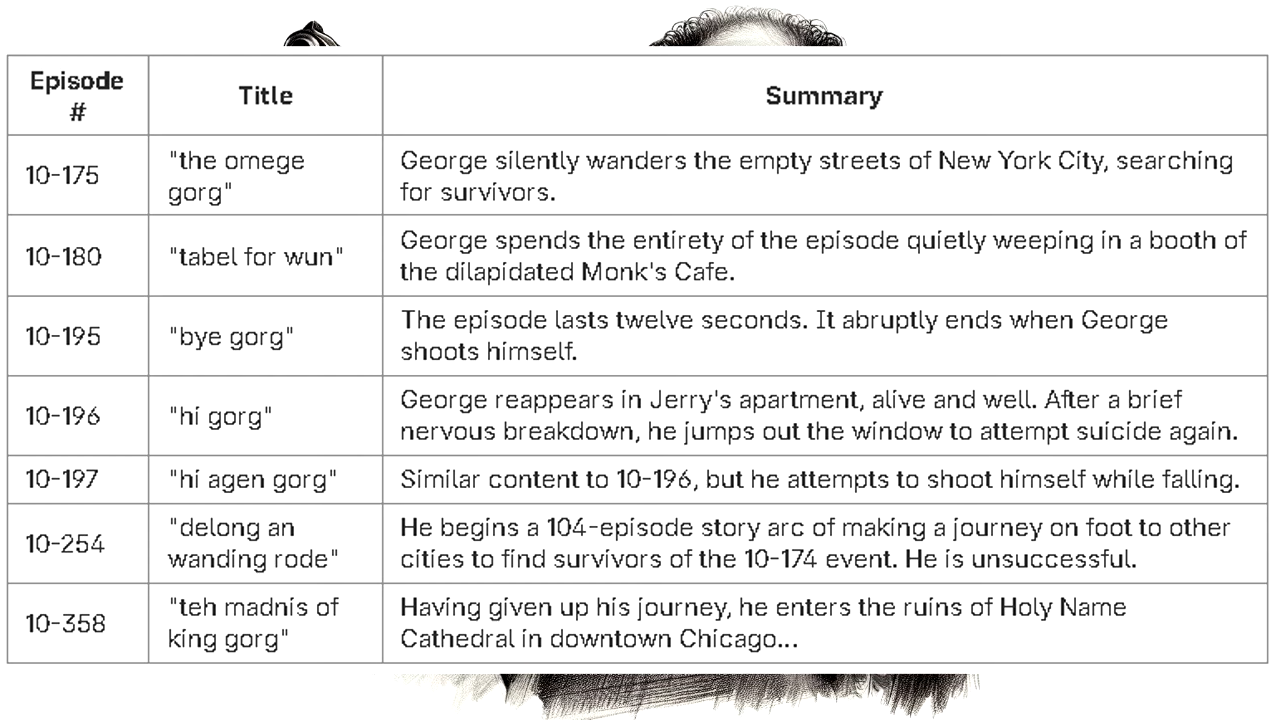 Episode
#
Title
Summary
10-175
"the omege
gorg"
George silently wanders the empty streets of New York City, searching
for survivors.
10-180
"tabel for wun"
George spends the entirety of the episode quietly weeping in a booth of
the dilapidated Monk's Cafe.
10-195
"bye gorg"
The episode lasts twelve seconds. It abruptly ends when George
shoots himself.
10-196
"hi gorg"
George reappears in Jerry's apartment, alive and well. After a brief
nervous breakdown, he jumps out the window to attempt suicide again.
10-197
"hi agen gorg"
Similar content to 10-196, but he attempts to shoot himself while falling.
10-254
"delong an
wanding rode"
He begins a 104-episode story arc of making a journey on foot to other
cities to find survivors of the 10-174 event. He is unsuccessful.
10-358
"teh madnis of
king gorg"
Having given up his journey, he enters the ruins of Holy Name
Cathedral in downtown Chicago...